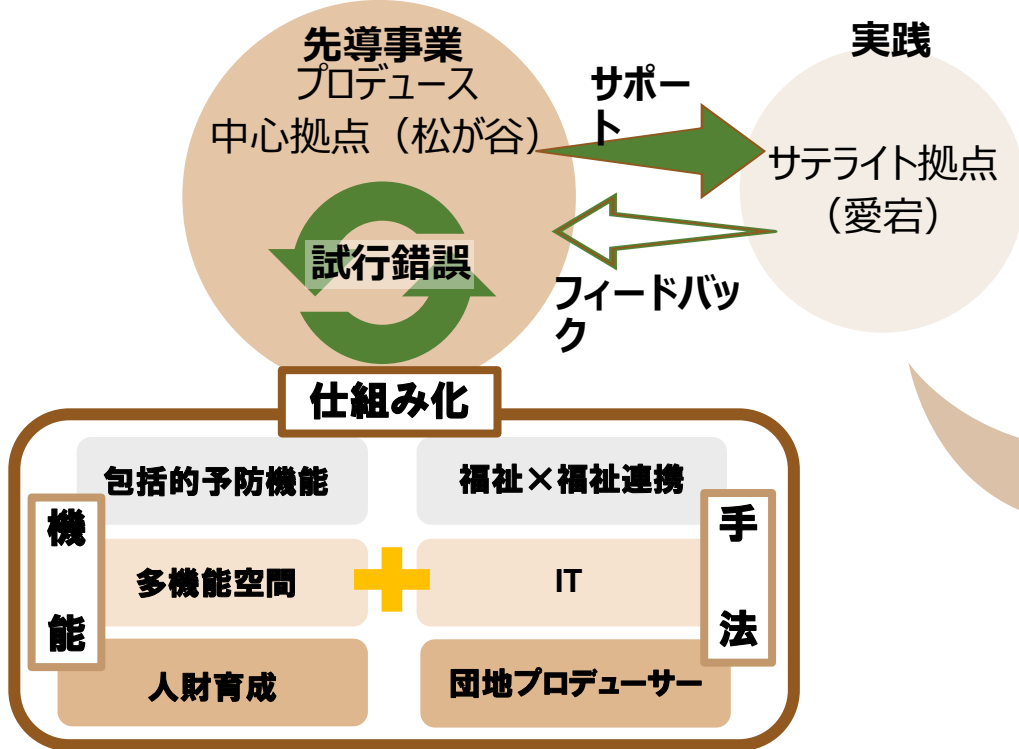 先導事業
プロデュース
中心拠点（松が谷）
試行錯誤
サポー
ト
フィードバッ
ク
実践
サテライト拠点
（愛宕）
仕組み化
機
能
包括的予防機能
多機能空間
人財育成
福祉×福祉連携
IT
団地プロデューサー
手
法